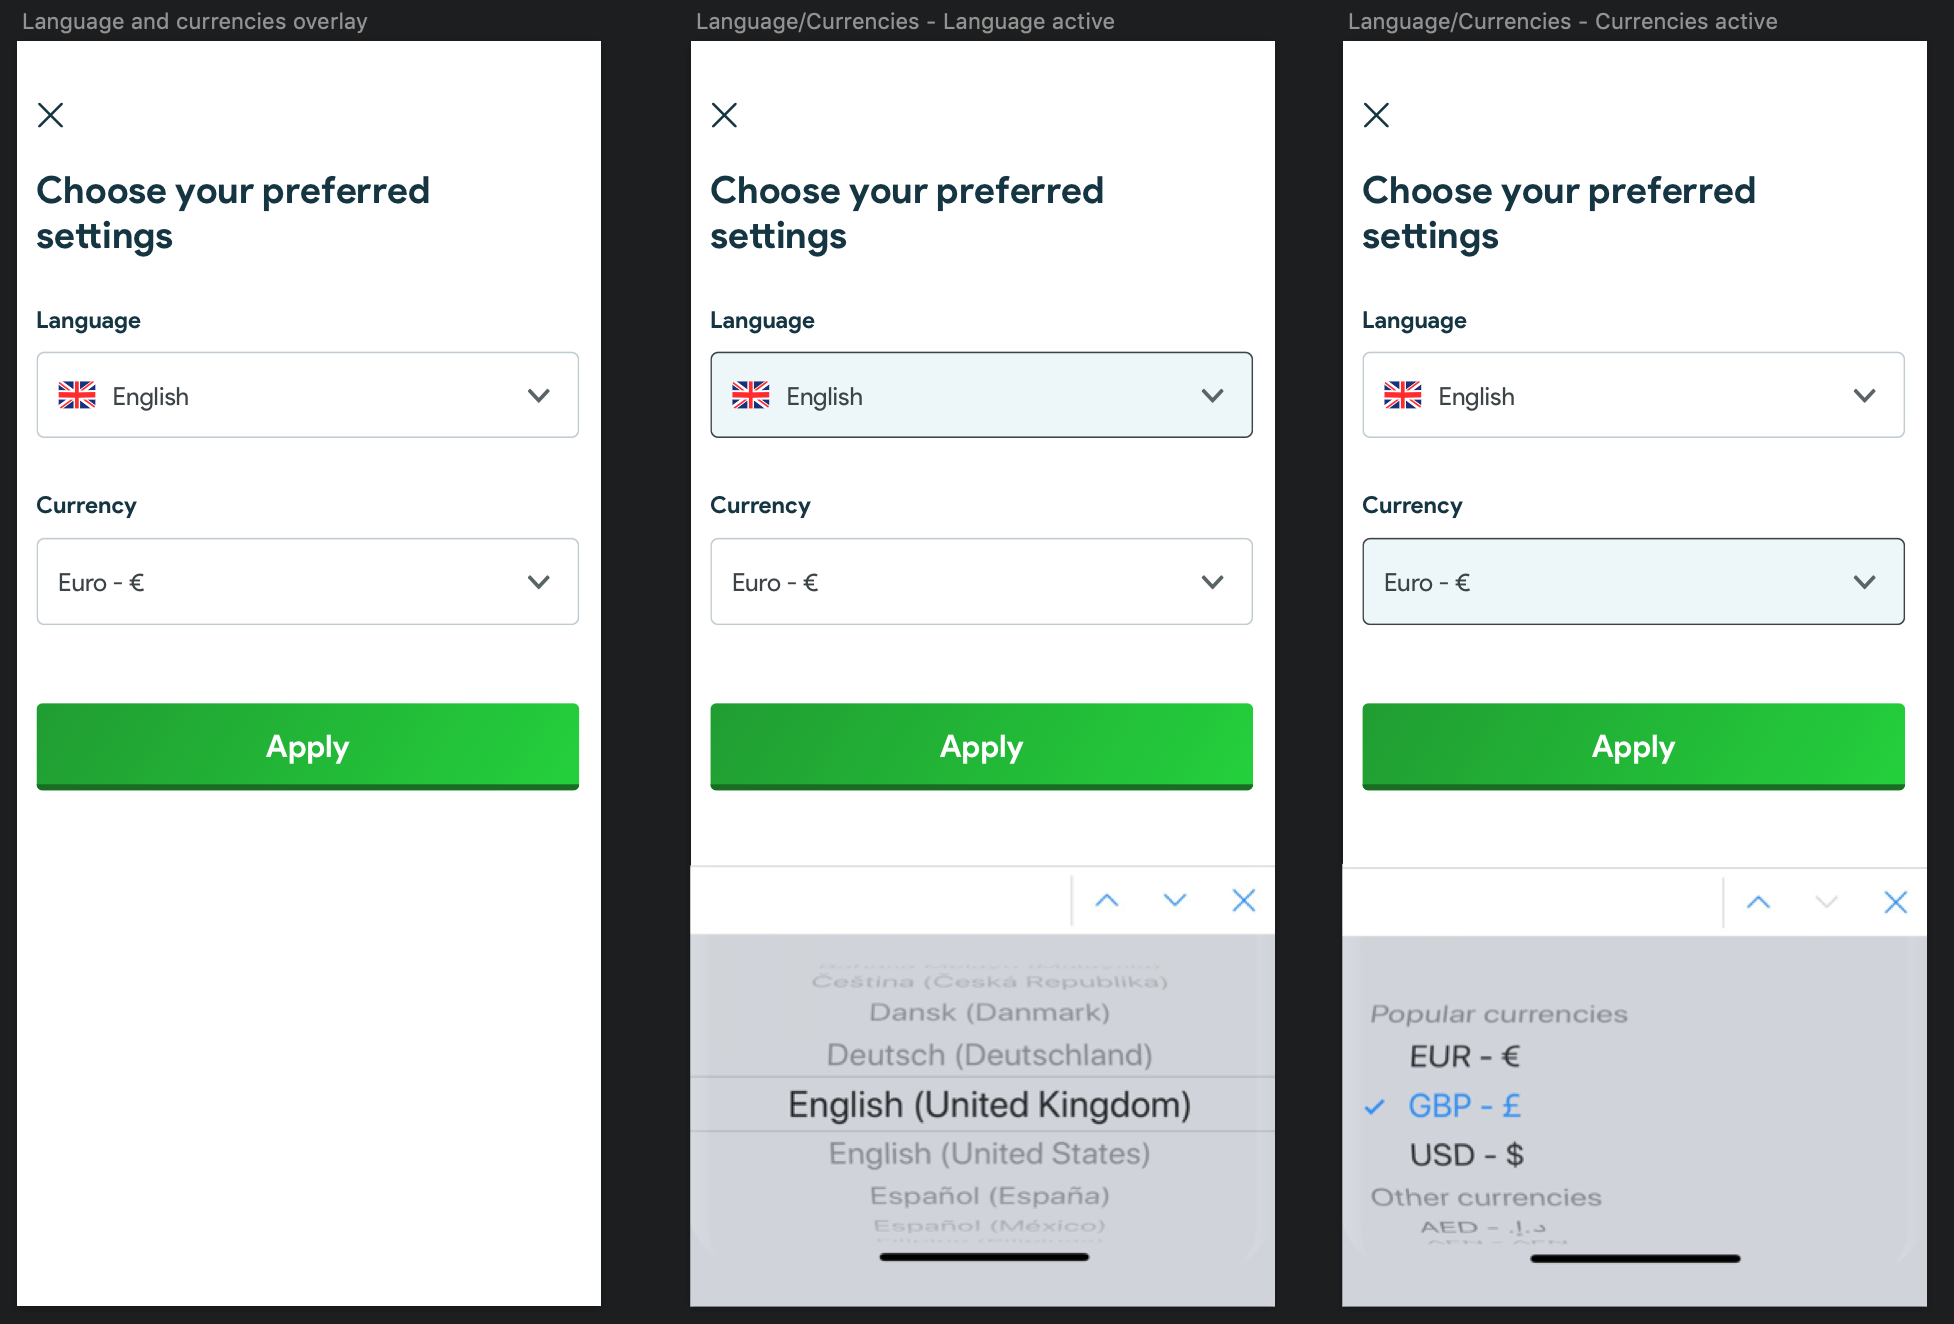 Language and currencies overlay
Choose your preferred
settings
Language
English
Currency
Euro - €
Apply
Language/Currencies - Language active
Choose your preferred
settings
Language
English
Currency
Euro - €
Apply
Čeština (Česká Republika)
Dansk (Danmark)
Deutsch (Deutschland)
English (United Kingdom)
English (United States)
Español (España)
Español (México)
Language/Currencies - Currencies active
Choose your preferred
settings
Language
English
Currency
Euro - €
Apply
Popular currencies
EUR - €
GBP - £
USD - $
Other currencies
AED - د.إ.